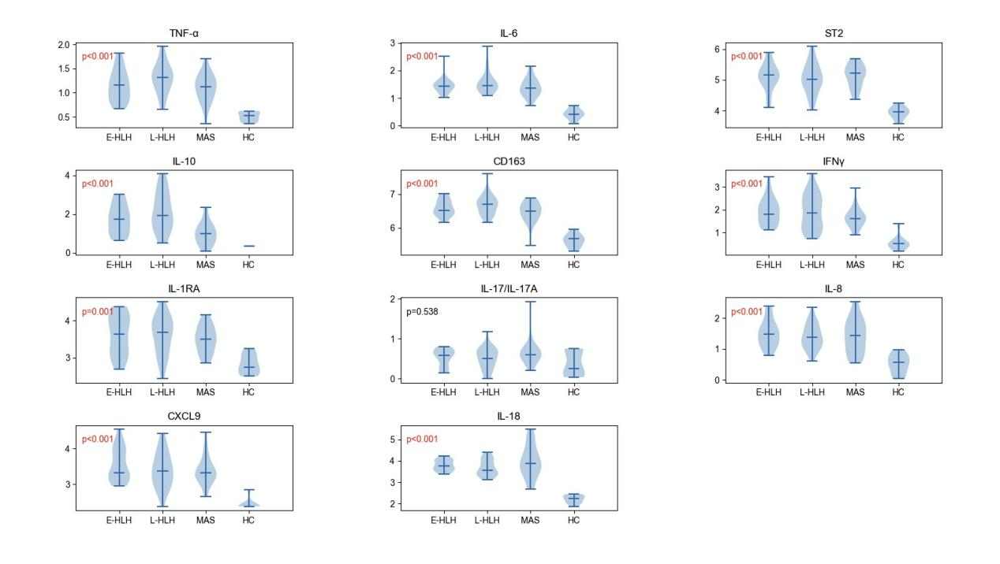 TNF-α
2.0
1.5
1.0
0.5
p<0.001
E-HLH L-HLH MAS HC
IL-6
3
2
1
0
p<0.001
E-HLH L-HLH MAS HC
ST2
6
5
4
p<0.001
E-HLH L-HLH MAS HC
IL-10
4
2
0
p<0.001
E-HLH L-HLH MAS HC
CD163
7
6
p<0.001
E-HLH L-HLH MAS HC
IFNγ
3
2
1
p<0.001
E-HLH L-HLH MAS HC
IL-1RA
4
3
p=0.001
E-HLH L-HLH MAS HC
IL-17/IL-17A
2
1
0
p=0.538
E-HLH L-HLH MAS HC
IL-8
2
1
0
p<0.001
E-HLH L-HLH MAS HC
CXCL9
4
3
p<0.001
E-HLH L-HLH MAS HC
IL-18
5
4
3
2
p<0.001
E-HLH L-HLH MAS HC